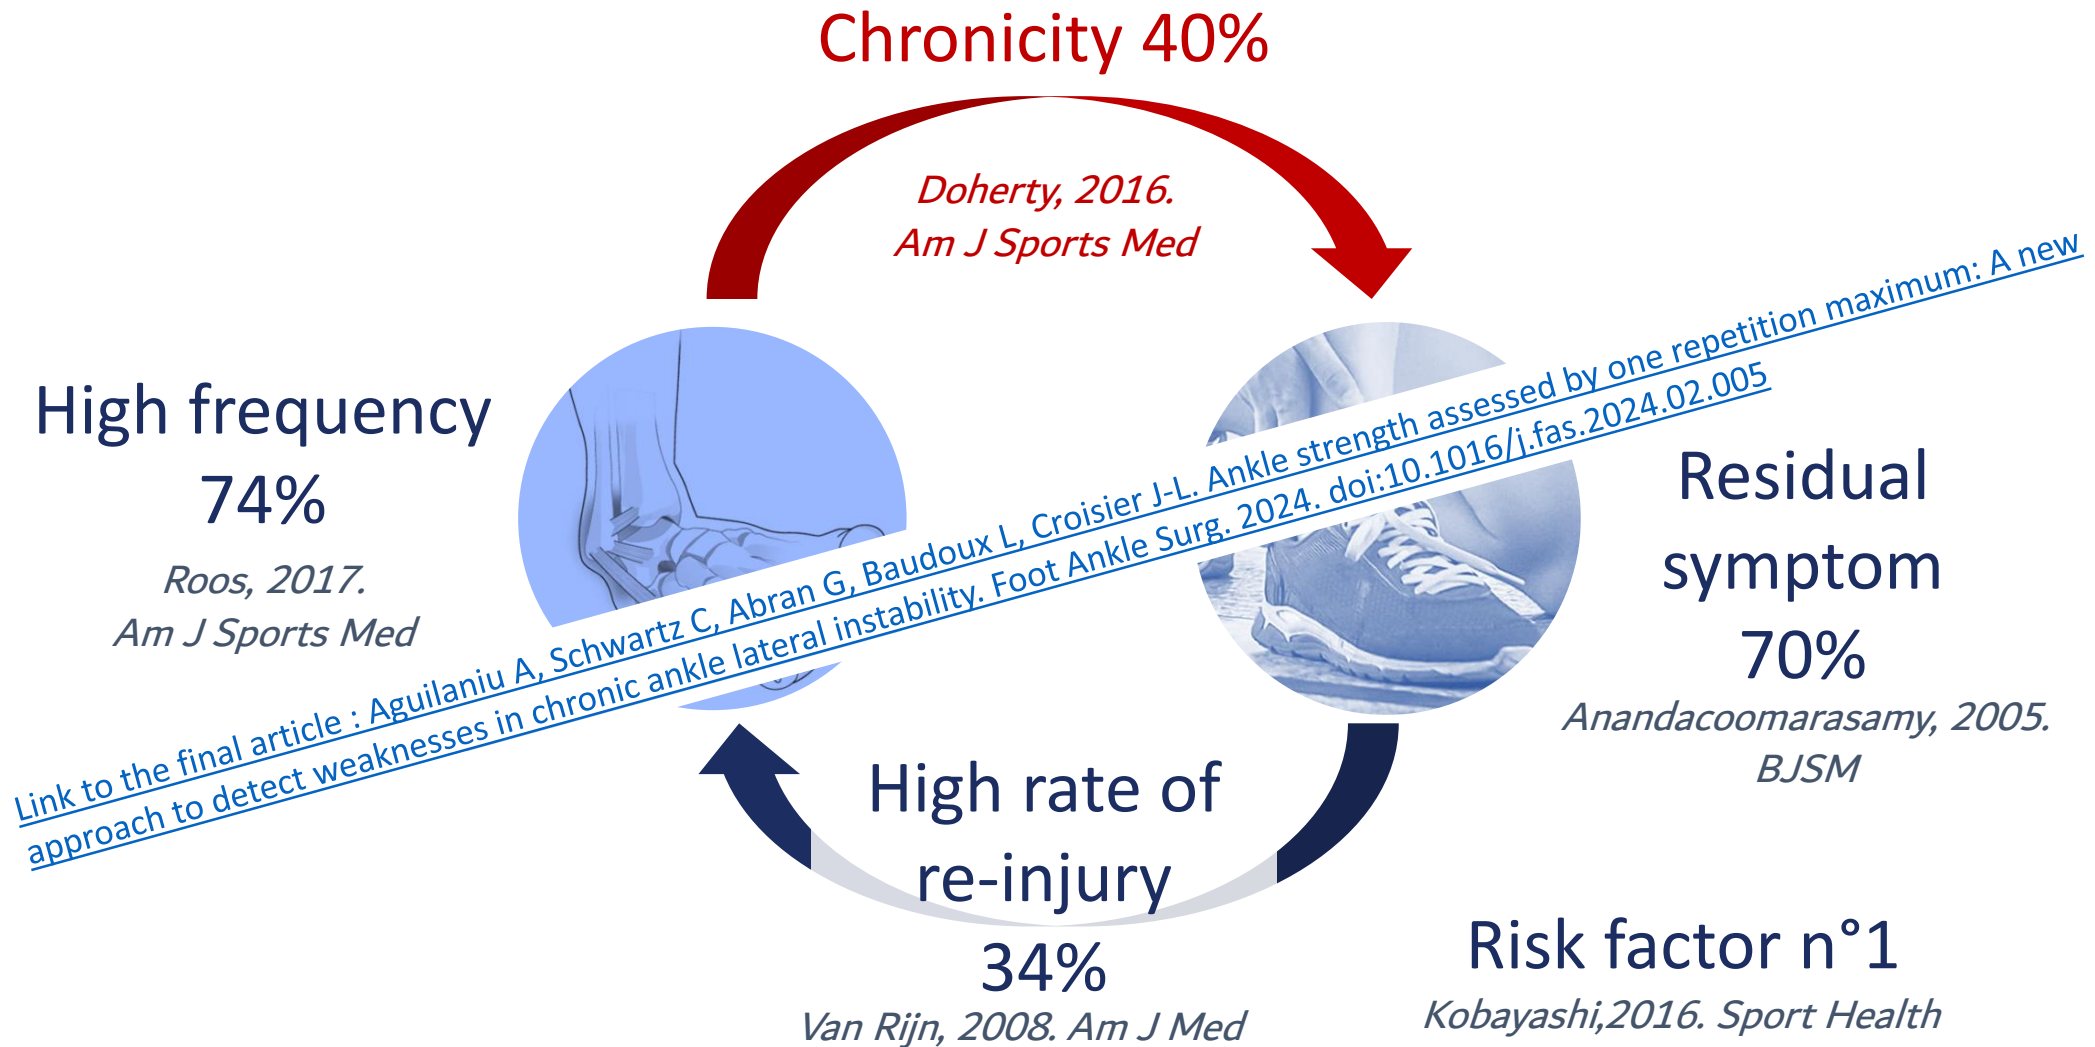 Chronicity 40%
Doherty, 2016.
Am J Sports Med
High frequency
74%
Roos, 2017.
Am J Sports Med
Link to the final article : Aguilaniu A, Schwartz C, Abran G, Baudoux L, Croisier J-L. Ankle strength assessed by one repetition maximum: A new
approach to detect weaknesses in chronic ankle lateral instability. Foot Ankle Surg. 2024. doi:10.1016/j.fas.2024.02.005
Residual
symptom
70%
Anandacoomarasamy, 2005.
BJSM
High rate of
re-injury
34%
Van Rijn, 2008. Am J Med
Risk factor n°1
Kobayashi,2016. Sport Health